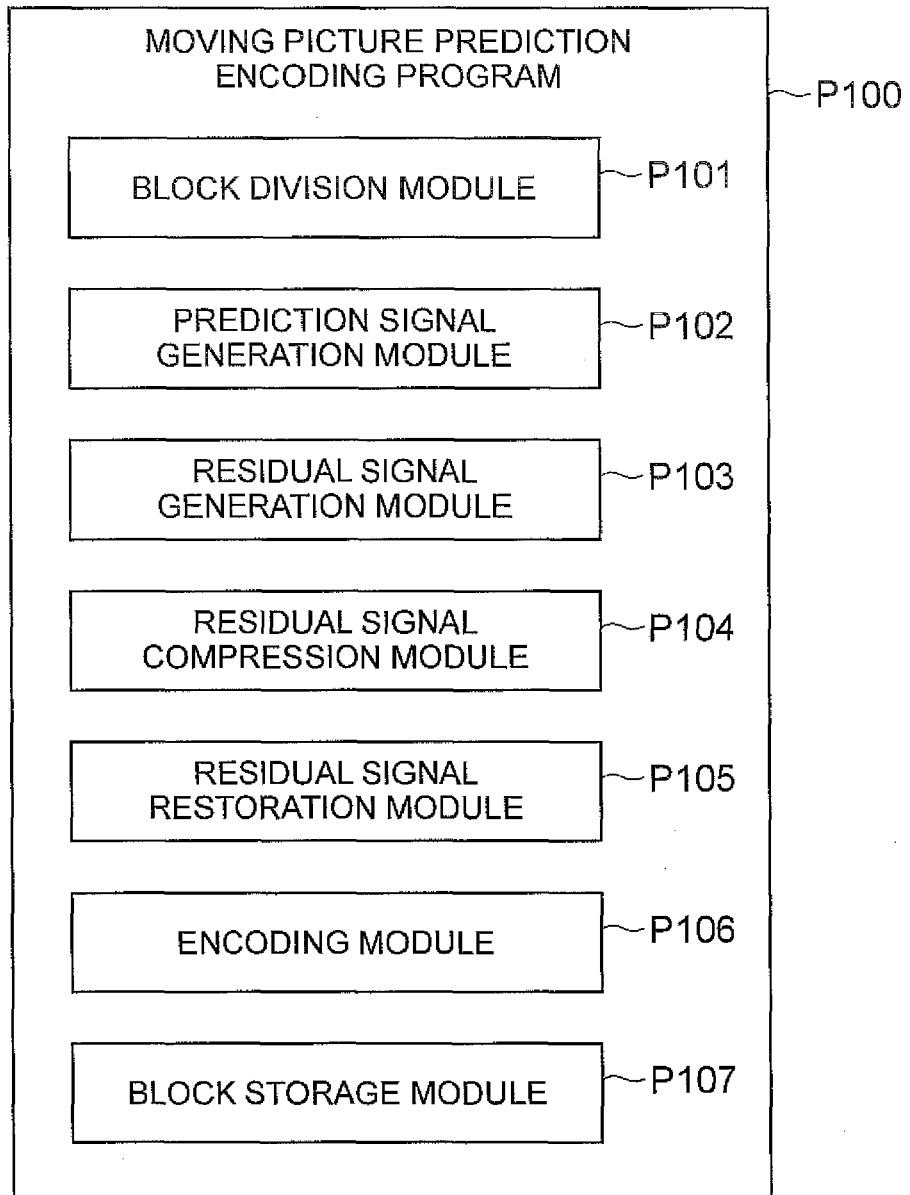 MOVING PICTURE PREDICTION
ENCODING PROGRAM
P100
BLOCK DIVISION MODULE
P101
PREDICTION SIGNAL
GENERATION MODULE
P102
RESIDUAL SIGNAL
GENERATION MODULE
P103
RESIDUAL SIGNAL
COMPRESSION MODULE
P104
RESIDUAL SIGNAL
RESTORATION MODULE
P105
ENCODING MODULE
P106
BLOCK STORAGE MODULE
P107